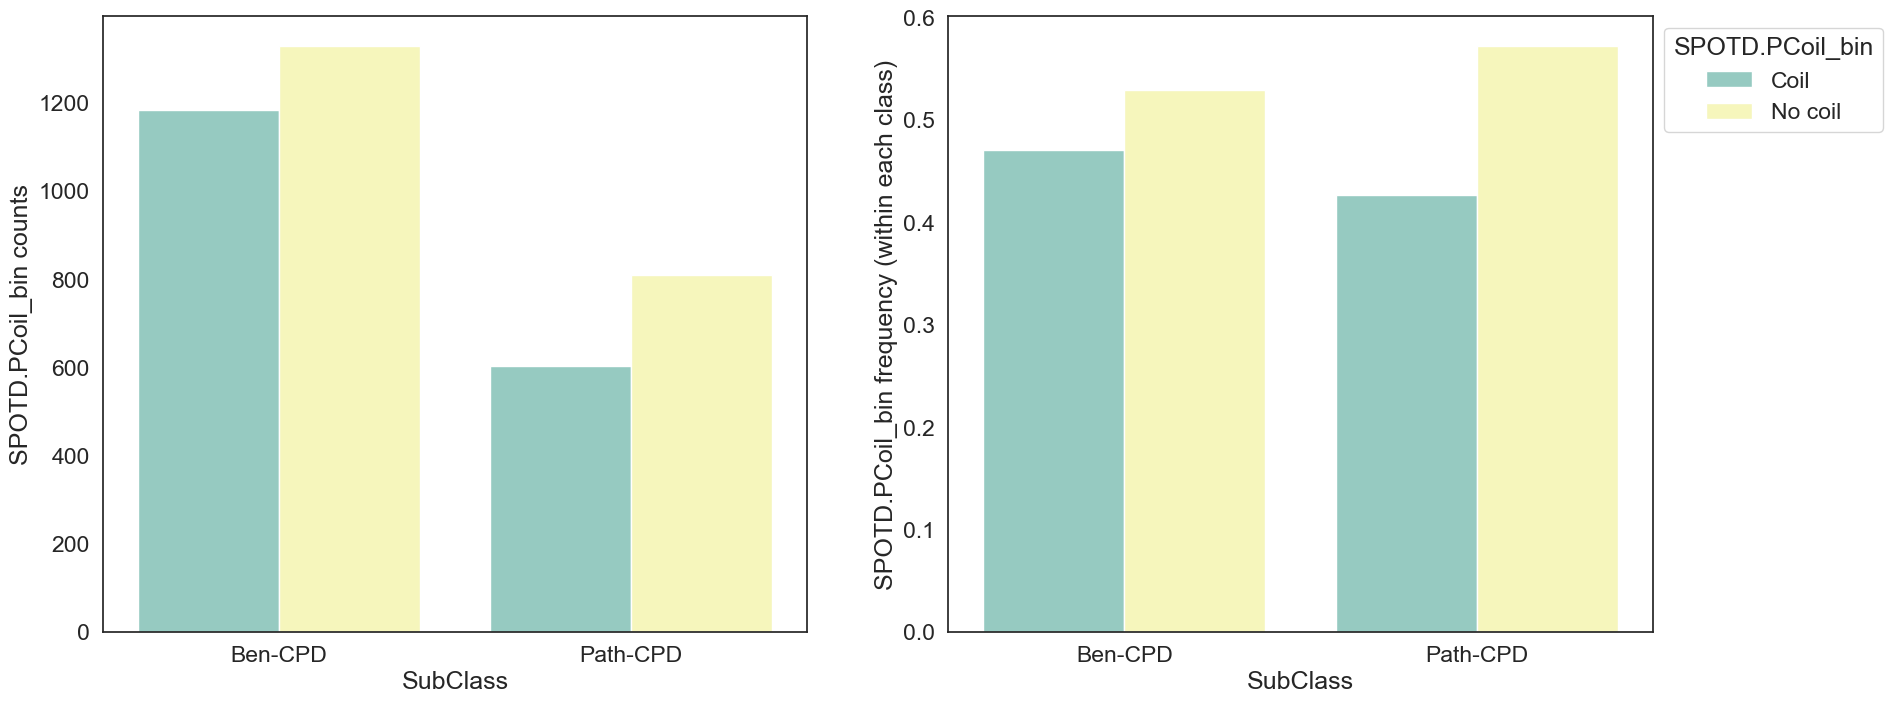 SPOTD.PCoil_bin counts
1200
1000
800
600
400
200
0
Ben-CPD
Path-CPD
SubClass
SPOTD.PCoil_bin frequency (within each class)
0.6
0.5
0.4
0.3
0.2
0.1
0.0
Ben-CPD
Path-CPD
SubClass
SPOTD.PCoil_bin
Coil
No coil